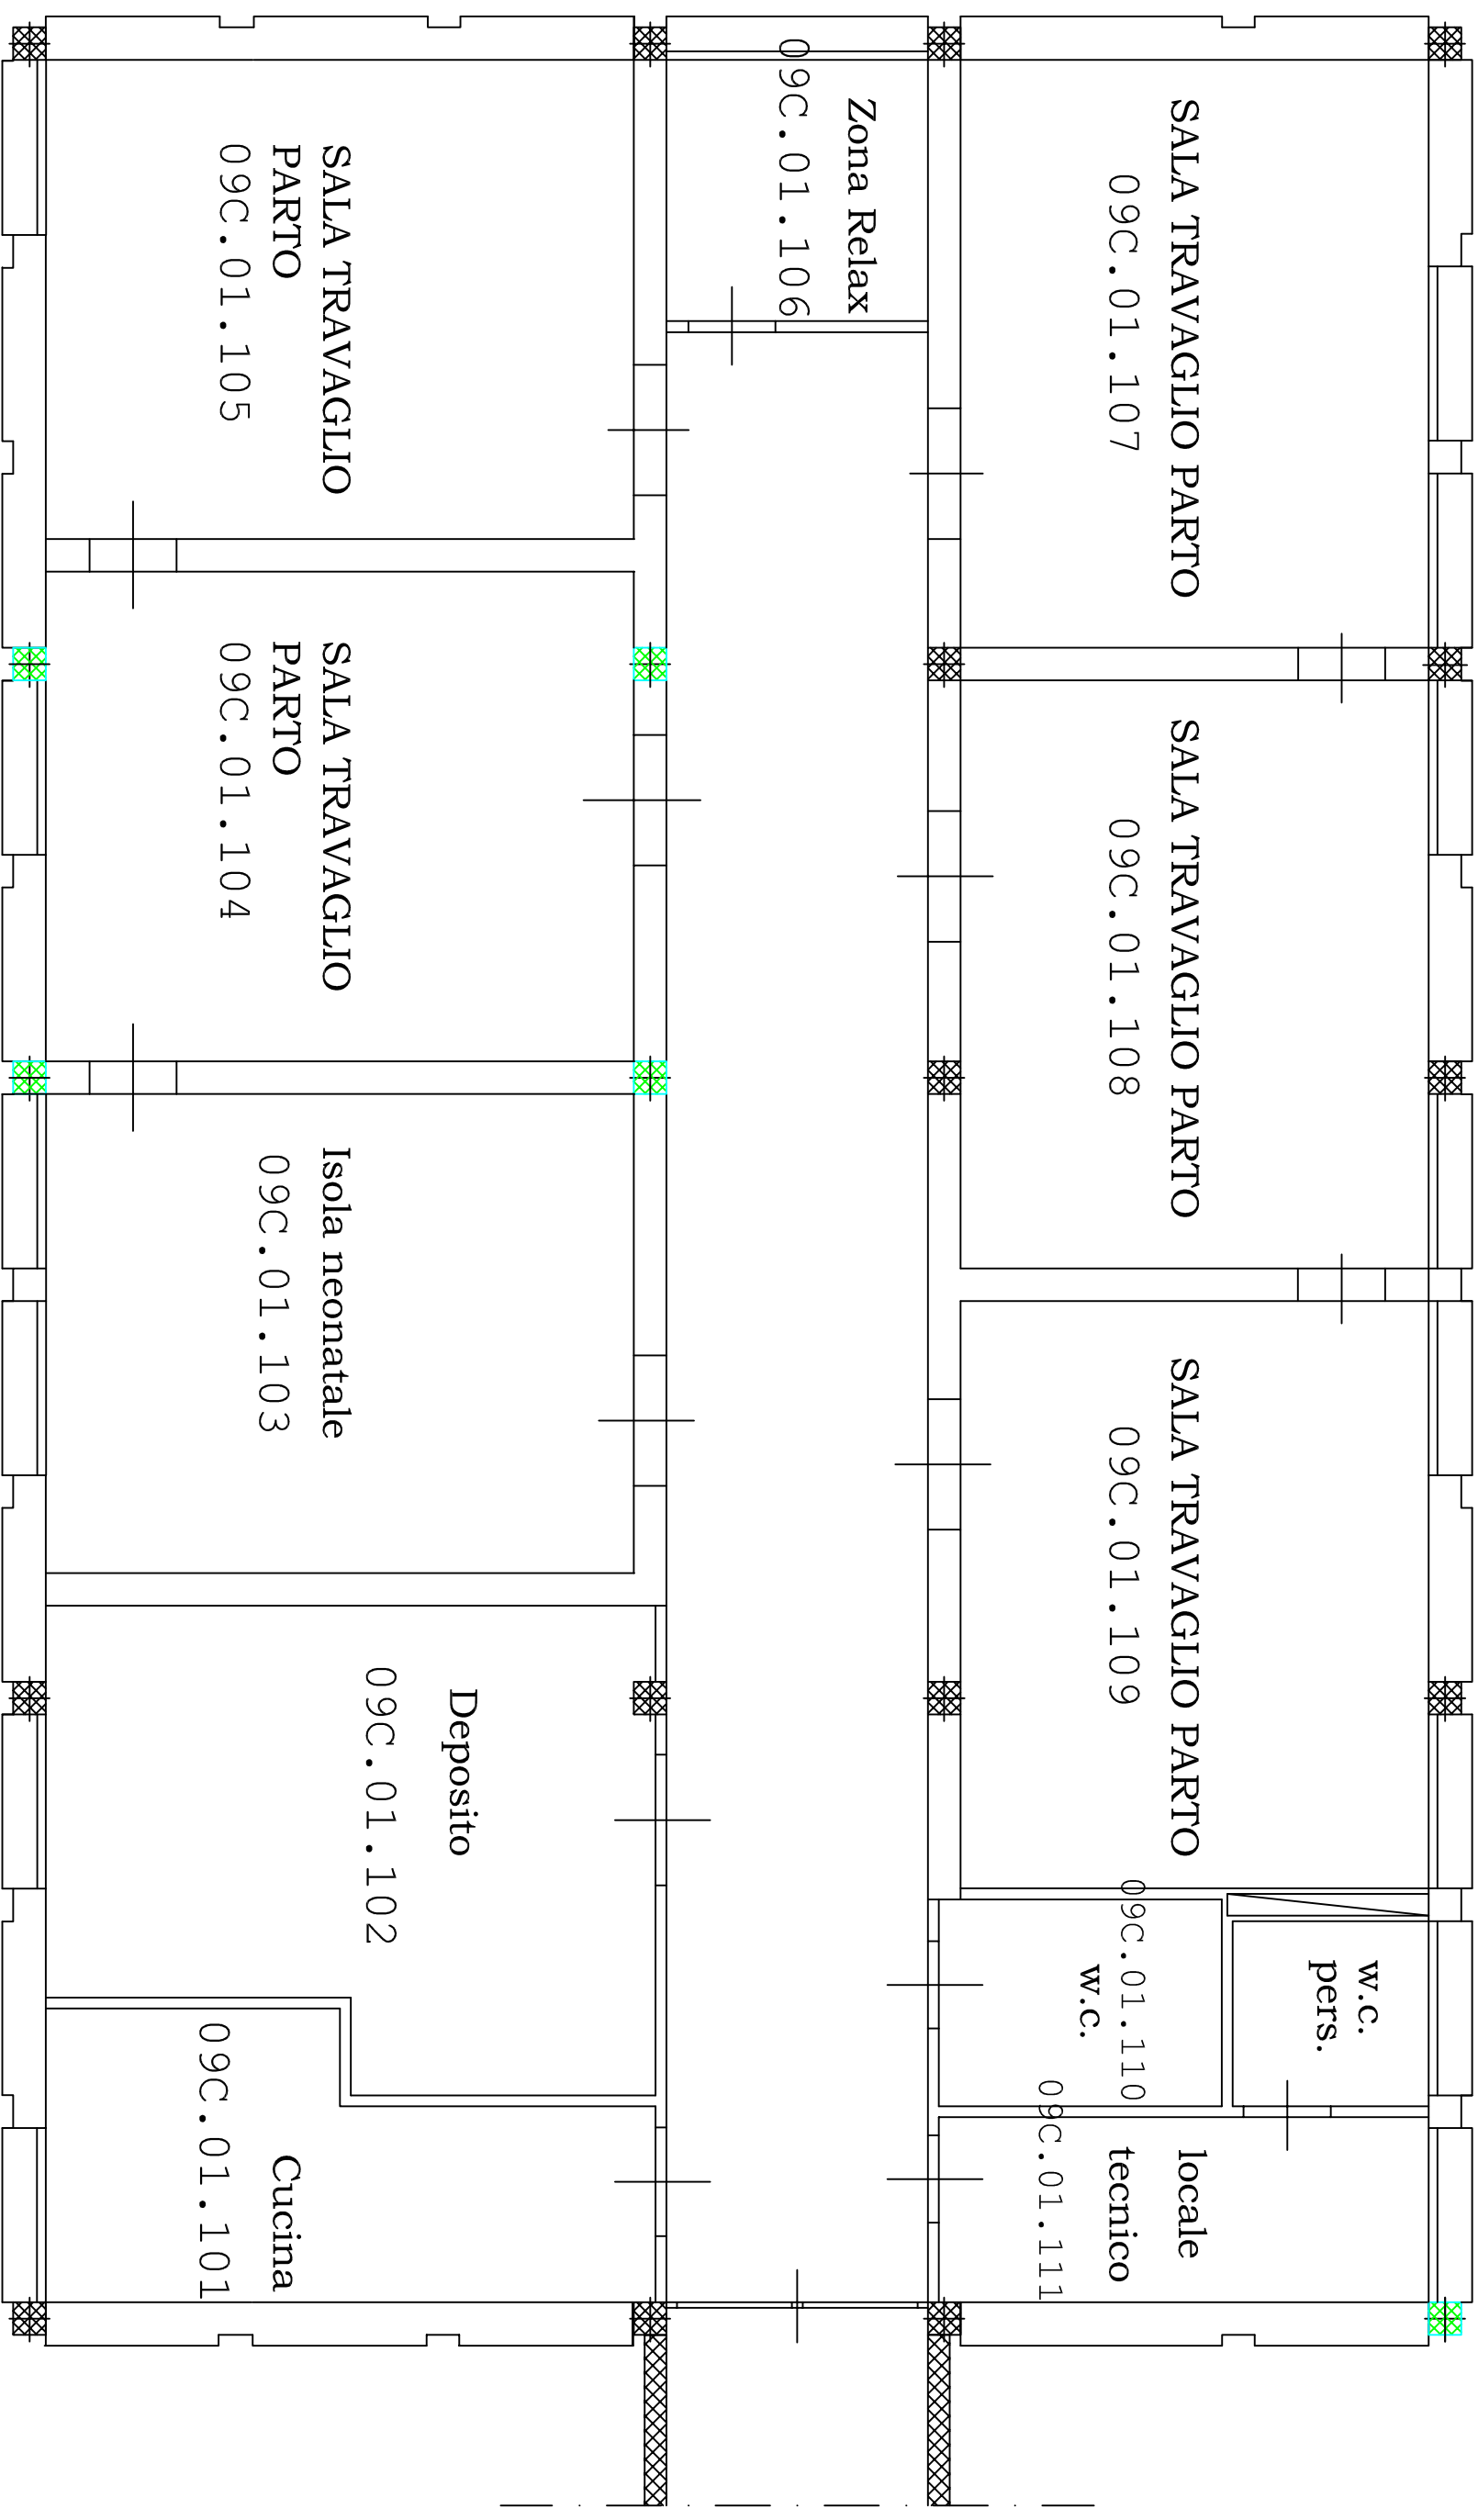 SALA TRAVAGLIO PARTO
09C.01.107
SALA TRAVAGLIO PARTO
09C.01.108
SALA TRAVAGLIO PARTO
09C.01.109
w.c.
pers.
09C.01.110
w.c.
locale
tecnico
09C.01.111
Zona Relax
09C.01.106
SALA TRAVAGLIO
PARTO
09C.01.105
SALA TRAVAGLIO
PARTO
09C.01.104
Isola neonatale
09C.01.103
Deposito
09C.01.102
Cucina
09C.01.101